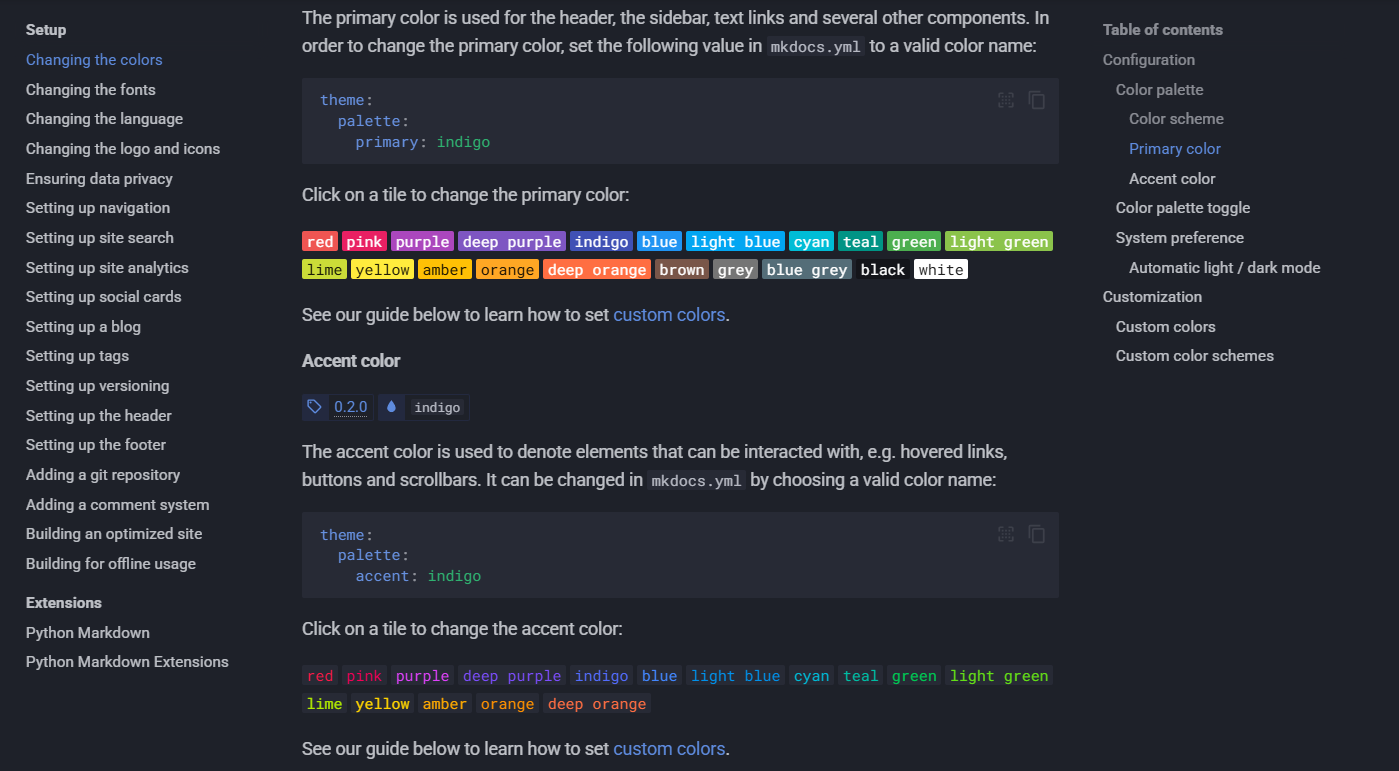 Setup
Changing the colors
Changing the fonts
Changing the language
Changing the logo and icons
Ensuring data privacy
Setting up navigation
Setting up site search
Setting up site analytics
Setting up social cards
Setting up a blog
Setting up tags
Setting up versioning
Setting up the header
Setting up the footer
Adding a git repository
Adding a comment system
Building an optimized site
Building for offline usage
Extensions
Python Markdown
Python Markdown Extensions
The primary color is used for the header, the sidebar, text links and several other components. In
order to change the primary color, set the following value in mkdocs.yml to a valid color name:
theme:
  palette:
    primary: indigo
Click on a tile to change the primary color:
red pink purple deep purple indigo blue light blue cyan teal green light green
lime yellow amber orange deep orange brown grey blue grey black white
See our guide below to learn how to set custom colors.
Accent color
0.2.0 indigo
The accent color is used to denote elements that can be interacted with, e.g. hovered links,
buttons and scrollbars. It can be changed in mkdocs.yml by choosing a valid color name:
theme:
  palette:
    accent: indigo
Click on a tile to change the accent color:
red pink purple deep purple indigo blue light blue cyan teal green light green
lime yellow amber orange deep orange
See our guide below to learn how to set custom colors.
Table of contents
Configuration
Color palette
Color scheme
Primary color
Accent color
Color palette toggle
System preference
Automatic light / dark mode
Customization
Custom colors
Custom color schemes